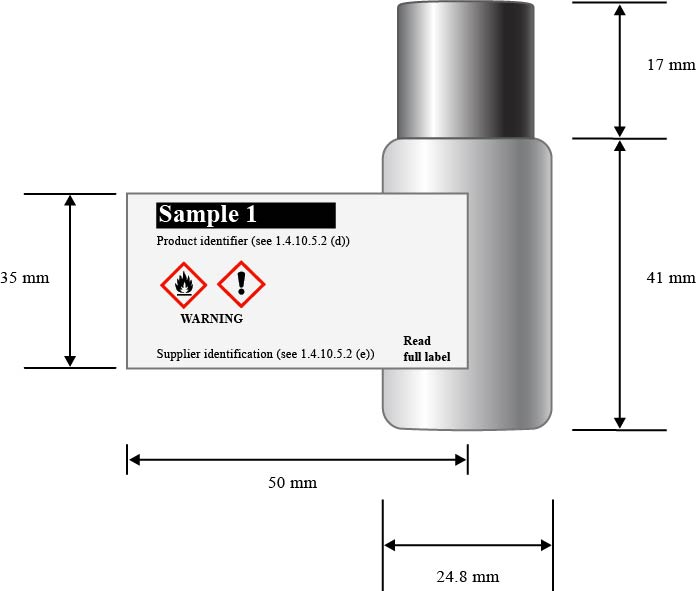 17 mm
Sample 1
Product identifier (see 1.4.10.5.2 (d))
35 mm
41 mm
WARNING
Read
full label
Supplier identification (see 1.4.10.5.2 (e))
50 mm
24.8 mm